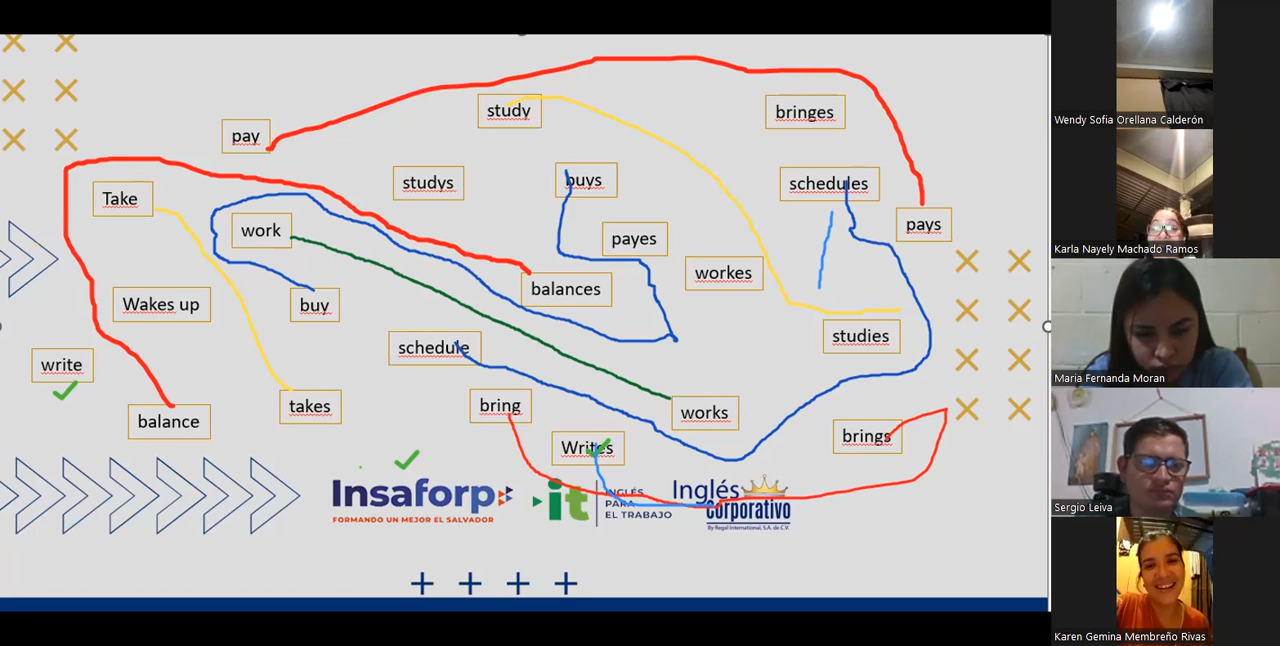 study
bringes
pay
studys
buys
schedules
Take
pays
work
payes
workes
balances
Wakes up
buy
studies
schedule
write
bring
takes
works
balance
brings
Writes
Insaforp
FORMANDO UN MEJOR EL SALVADOR
it
INGLÉS
PARA
EL TRABAJO
Inglés
corporativo
By Regal International, S.A. de C.V.
Wendy Sofia Orellana Calderón
Karla Nayely Machado Ramos
Maria Fernanda Moran
Sergio Leiva
Karen Gemina Membreño Rivas